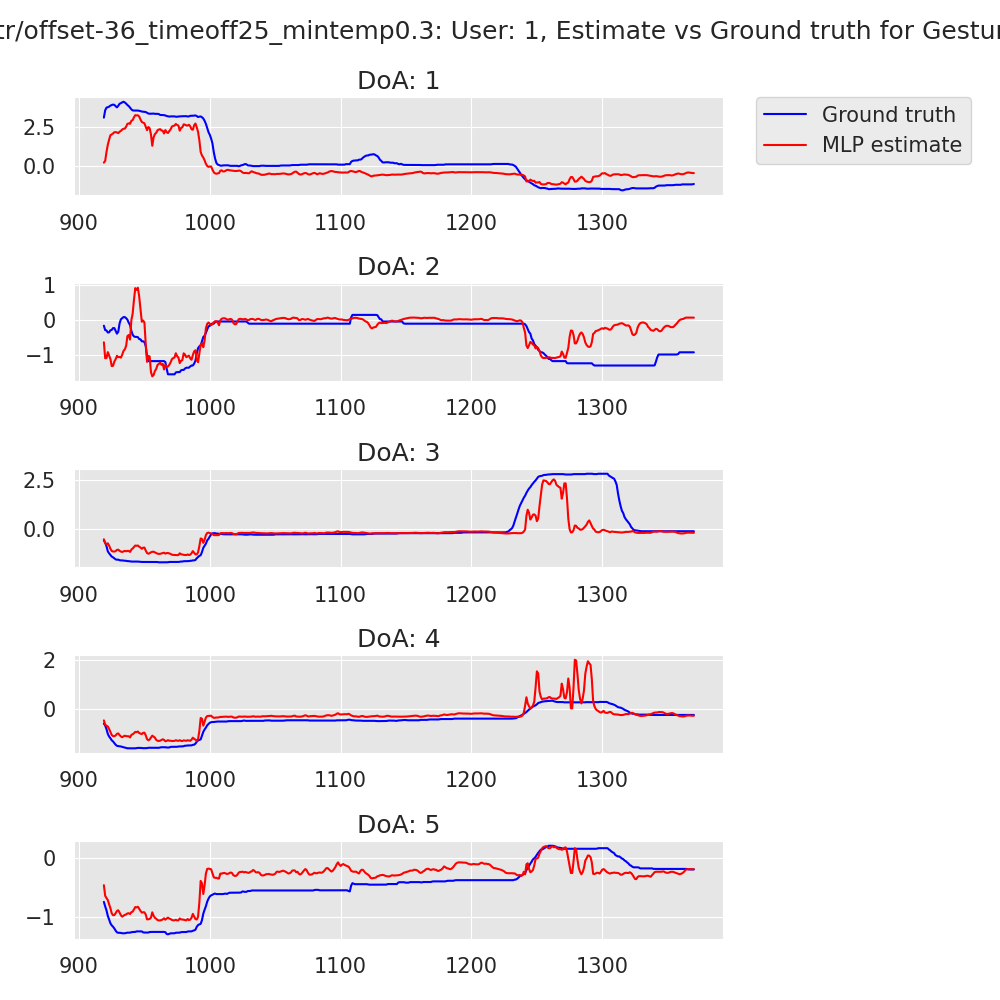 tr/offset-36_timeoff25_mintemp0.3: User: 1, Estimate vs Ground truth for Gestur
DoA: 1
Ground truth
MLP estimate
2.5
0.0
900 1000 1100 1200 1300
DoA: 2
1
0
−1
900 1000 1100 1200 1300
DoA: 3
2.5
0.0
900 1000 1100 1200 1300
DoA: 4
2
0
900 1000 1100 1200 1300
DoA: 5
0
−1
900 1000 1100 1200 1300